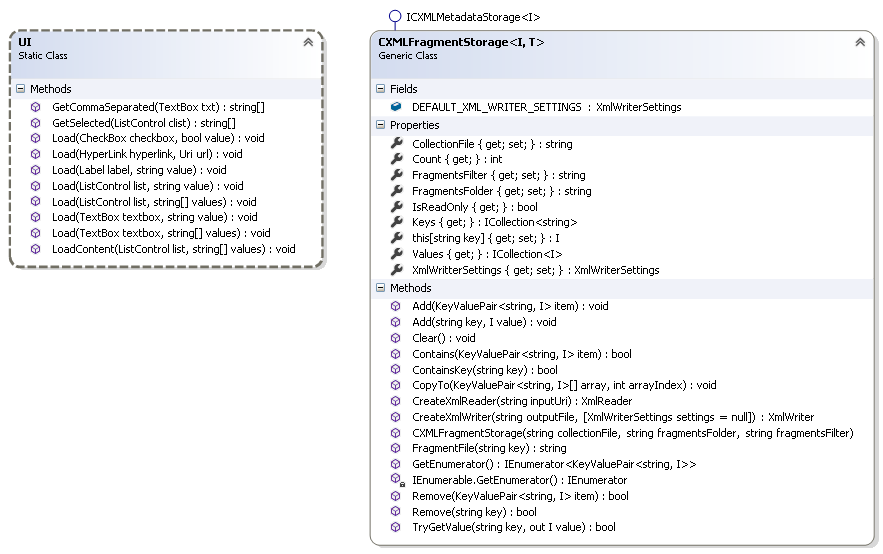 UI
Static Class
Methods
GetCommaSeparated(TextBox txt) : string[]
GetSelected(ListControl clist) : string[]
Load(CheckBox checkbox, bool value) : void
Load(HyperLink hyperlink, Uri url) : void
Load(Label label, string value) : void
Load(ListControl list, string value) : void
Load(ListControl list, string[] values) : void
Load(TextBox textbox, string value) : void
Load(TextBox textbox, string[] values) : void
LoadContent(ListControl list, string[] values) : void
ICXMLMetadataStorage<I>
CXMLFragmentStorage<I, T>
Generic Class
Fields
DEFAULT_XML_WRITER_SETTINGS : XmlWriterSettings
Properties
CollectionFile { get; set; } : string
Count { get; } : int
FragmentsFilter { get; set; } : string
FragmentsFolder { get; set; } : string
IsReadOnly { get; } : bool
Keys { get; } : ICollection<string>
this[string key] { get; set; } : I
Values { get; } : ICollection<I>
XmlWritterSettings { get; set; } : XmlWriterSettings
Methods
Add(KeyValuePair<string, I> item) : void
Add(string key, I value) : void
Clear() : void
Contains(KeyValuePair<string, I> item) : bool
ContainsKey(string key) : bool
CopyTo(KeyValuePair<string, I>[] array, int arrayIndex) : void
CreateXmlReader(string inputUri) : XmlReader
CreateXmlWriter(string outputFile, [XmlWriterSettings settings = null]) : XmlWriter
CXMLFragmentStorage(string collectionFile, string fragmentsFolder, string fragmentsFilter)
FragmentFile(string key) : string
GetEnumerator() : IEnumerator<KeyValuePair<string, I>>
IEnumerable.GetEnumerator() : IEnumerator
Remove(KeyValuePair<string, I> item) : bool
Remove(string key) : bool
TryGetValue(string key, out I value) : bool